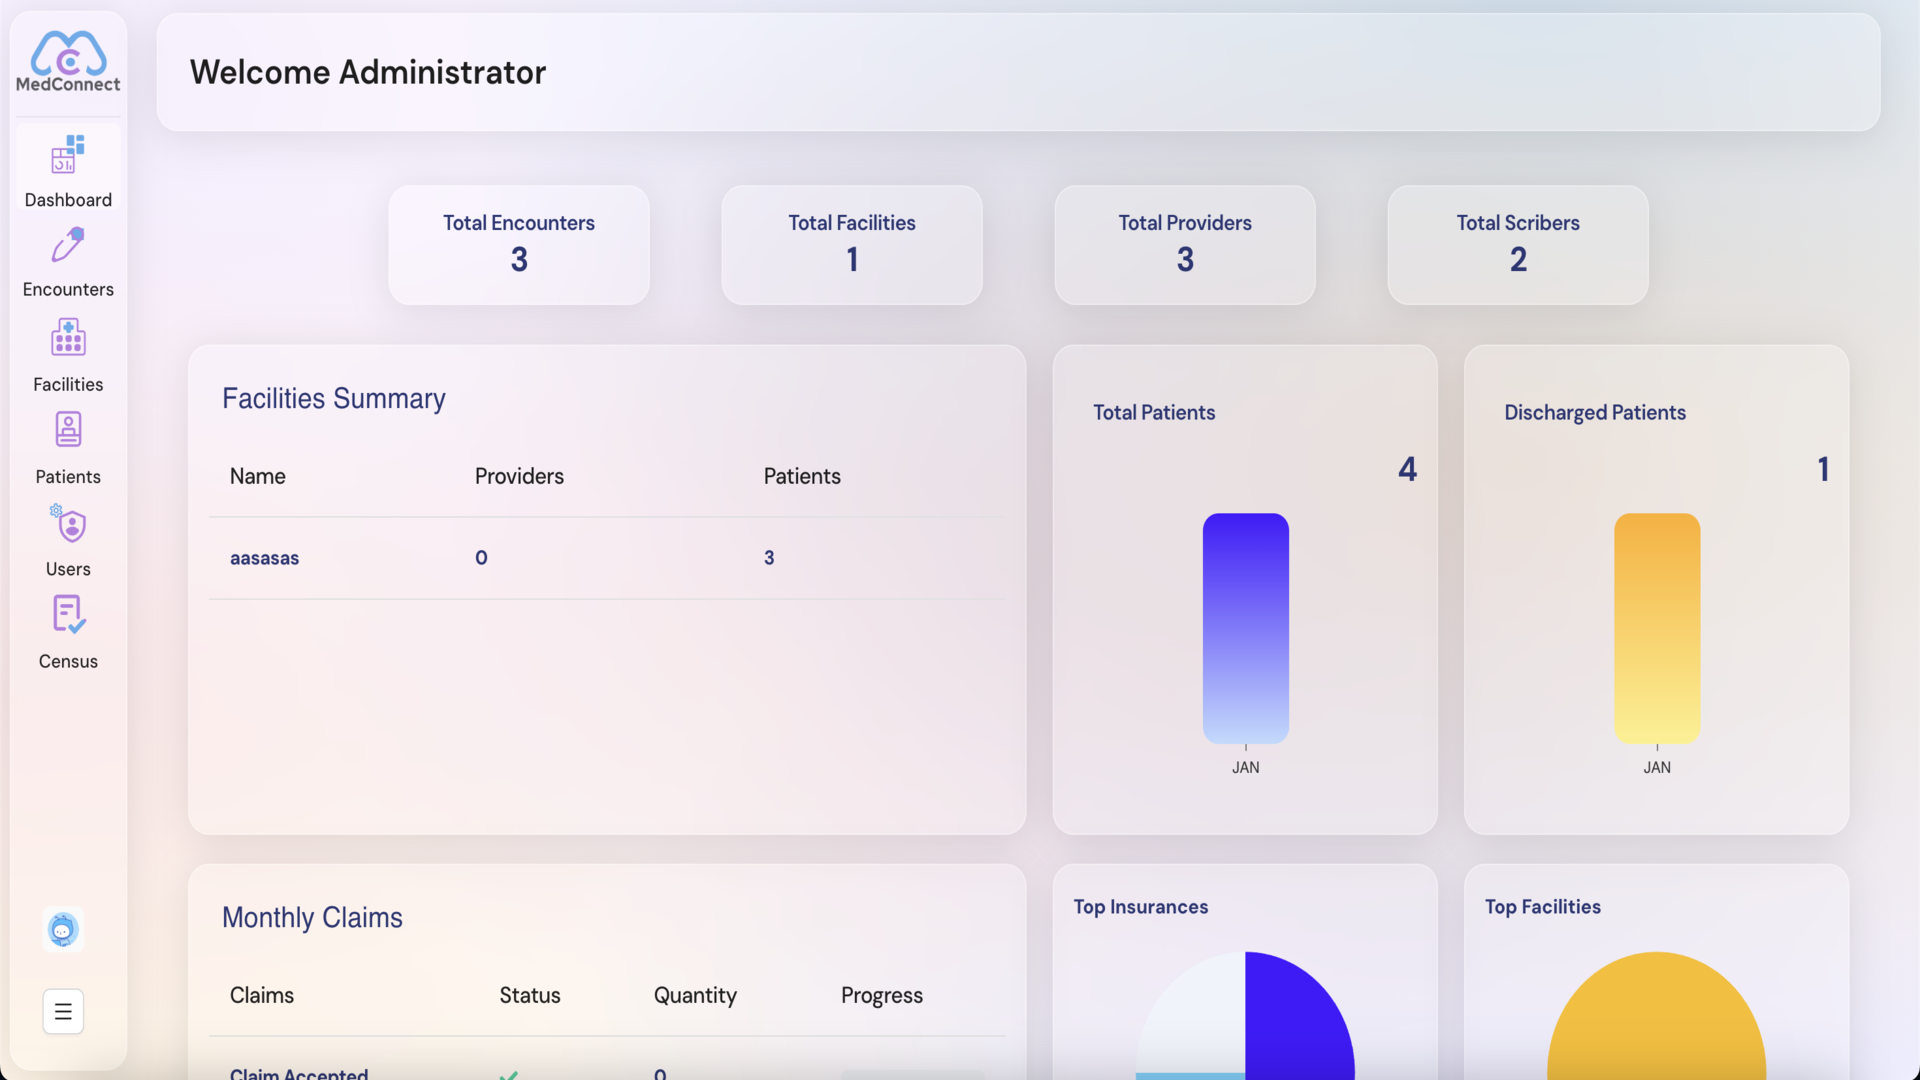 MedConnect
Welcome Administrator
Dashboard
Encounters
Facilities
Patients
Users
Census
Total Encounters
3
Total Facilities
1
Total Providers
3
Total Scribers
2
Facilities Summary
Name Providers Patients
aasasas 0 3
Total Patients
4
JAN
Discharged Patients
1
JAN
Monthly Claims
Claims Status Quantity Progress
Claim Accepted 0
Top Insurances
Top Facilities